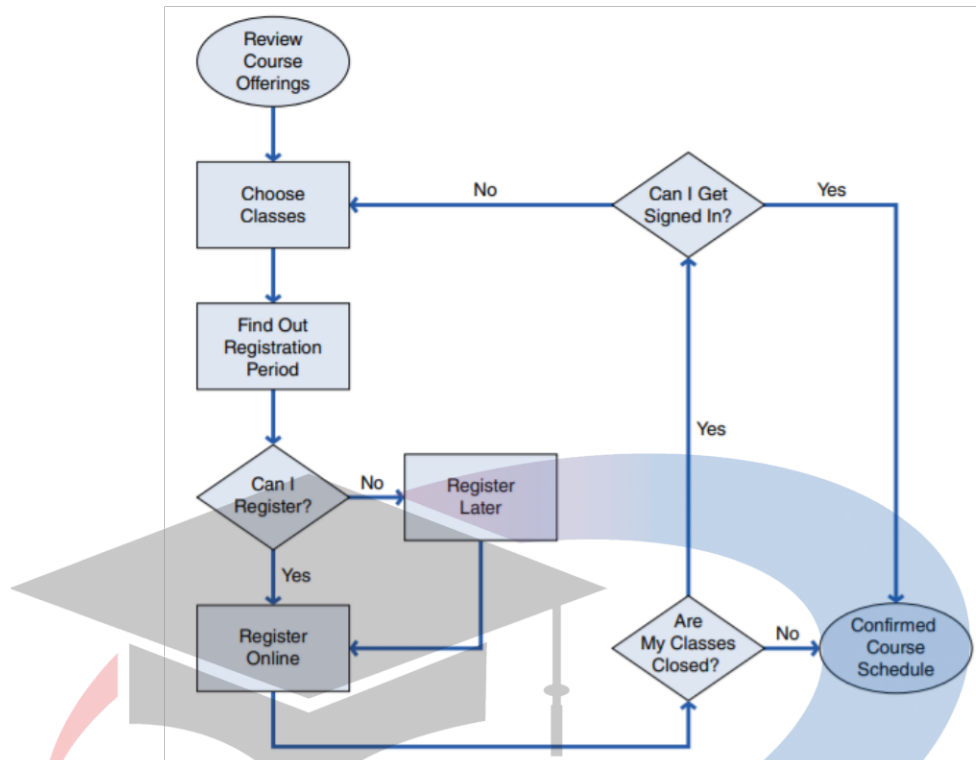 Review
Course
Offerings
Choose
Classes
No
Can I Get
Signed In?
Yes
Find Out
Registration
Period
Yes
Can I
Register?
No
Register
Later
Yes
Register
Online
Are
My Classes
Closed?
No
Confirmed
Course
Schedule